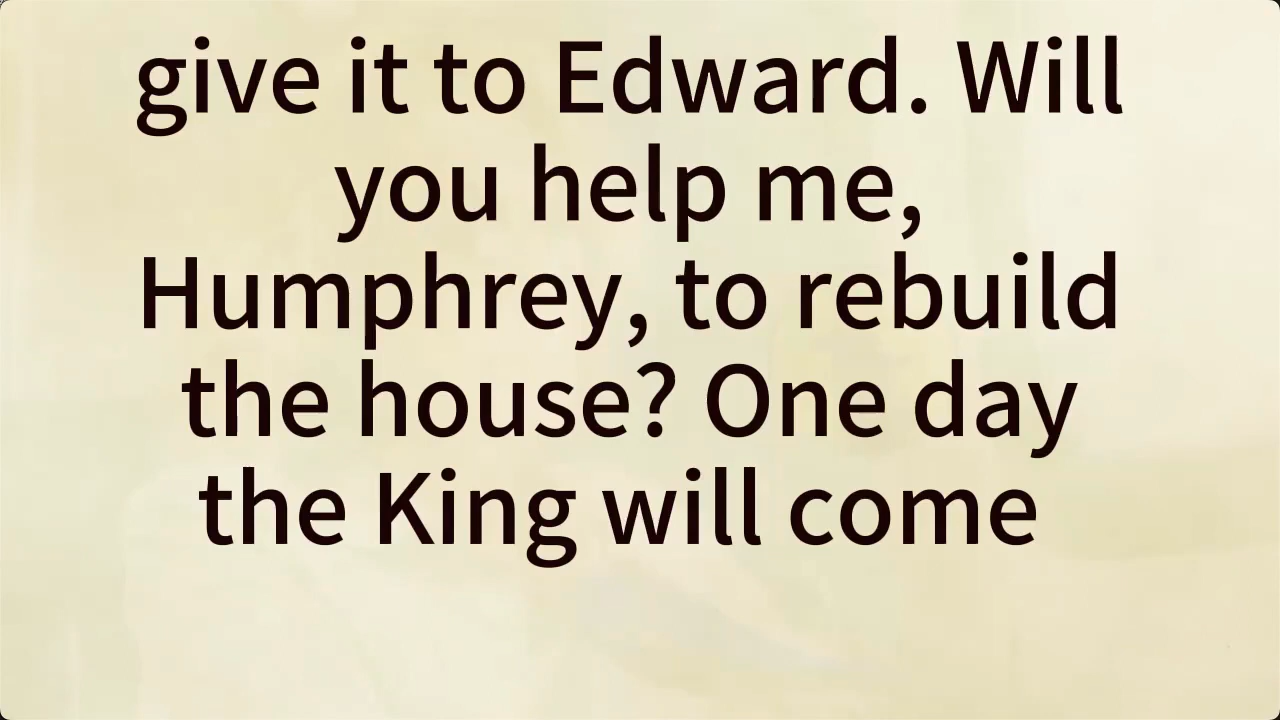 give it to Edward. Will
you help me,
Humphrey, to rebuild
the house? One day
the King will come